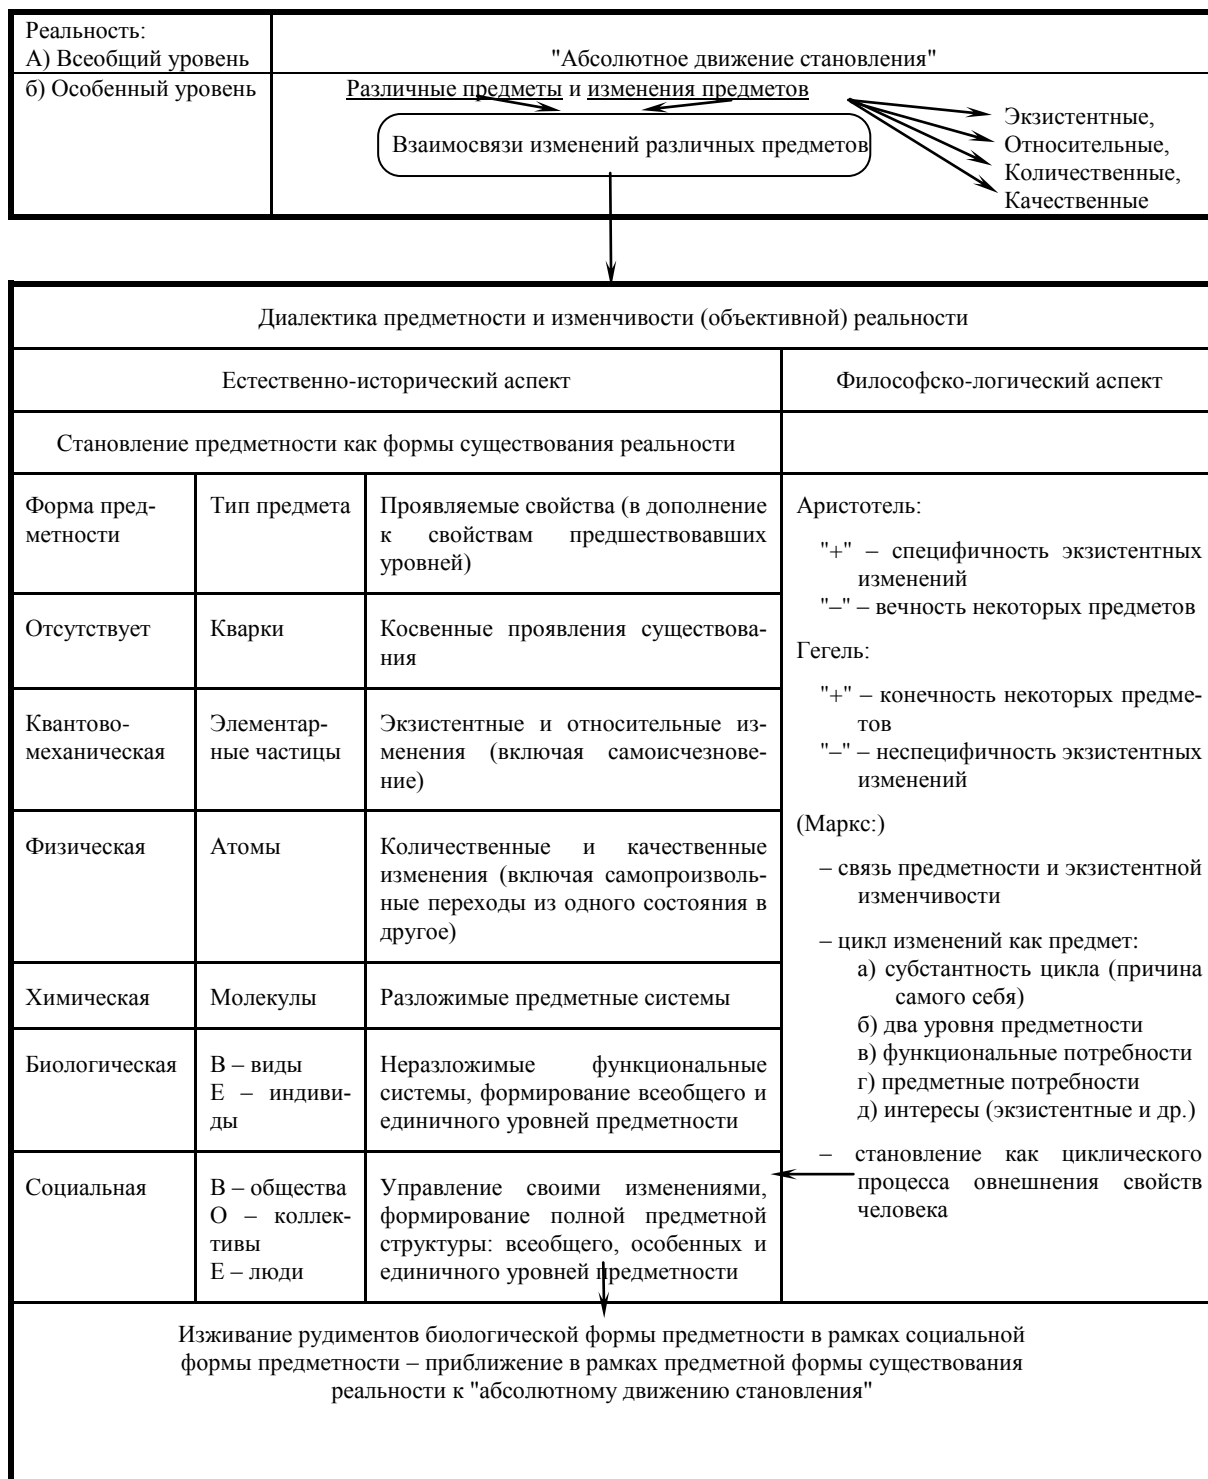 Реальность:
А) Всеобщий уровень
"Абсолютное движение становления"
б) Особенный уровень
Различные предметы и изменения предметов
Экзистентные,
Относительные,
Количественные,
Качественные
Взаимосвязи изменений различных предметов
Диалектика предметности и изменчивости (объективной) реальности
Естественно-исторический аспект
Философско-логический аспект
Становление предметности как формы существования реальности
Форма пред-
метности
Тип предмета
Проявляемые свойства (в дополнение
к свойствам предшествовавших
уровней)
Отсутствует
Кварки
Косвенные проявления существова-
ния
Квантово-
механическая
Элементар-
ные частицы
Экзистентные и относительные из-
менения (включая самоисчезнове-
ние)
Физическая
Атомы
Количественные и качественные
изменения (включая самопроизволь-
ные переходы из одного состояния в
другое)
Химическая
Молекулы
Разложимые предметные системы
Биологическая
В – виды
Е – индиви-
ды
Неразложимые функциональные
системы, формирование всеобщего и
единичного уровней предметности
Социальная
В – общества
О – коллек-
тивы
Е – люди
Управление своими изменениями,
формирование полной предметной
структуры: всеобщего, особенных и
единичного уровней предметности
Аристотель:
"+" – специфичность экзистентных
изменений
"–" – вечность некоторых предметов
Гегель:
"+" – конечность некоторых предме-
тов
"–" – неспецифичность экзистентных
изменений
(Маркс:)
– связь предметности и экзистентной
изменчивости
– цикл изменений как предмет:
а) субстантность цикла (причина
самого себя)
б) два уровня предметности
в) функциональные потребности
г) предметные потребности
д) интересы (экзистентные и др.)
– становление как циклического
процесса овнешнения свойств
человека
Изживание рудиментов биологической формы предметности в рамках социальной
формы предметности – приближение в рамках предметной формы существования
реальности к "абсолютному движению становления"